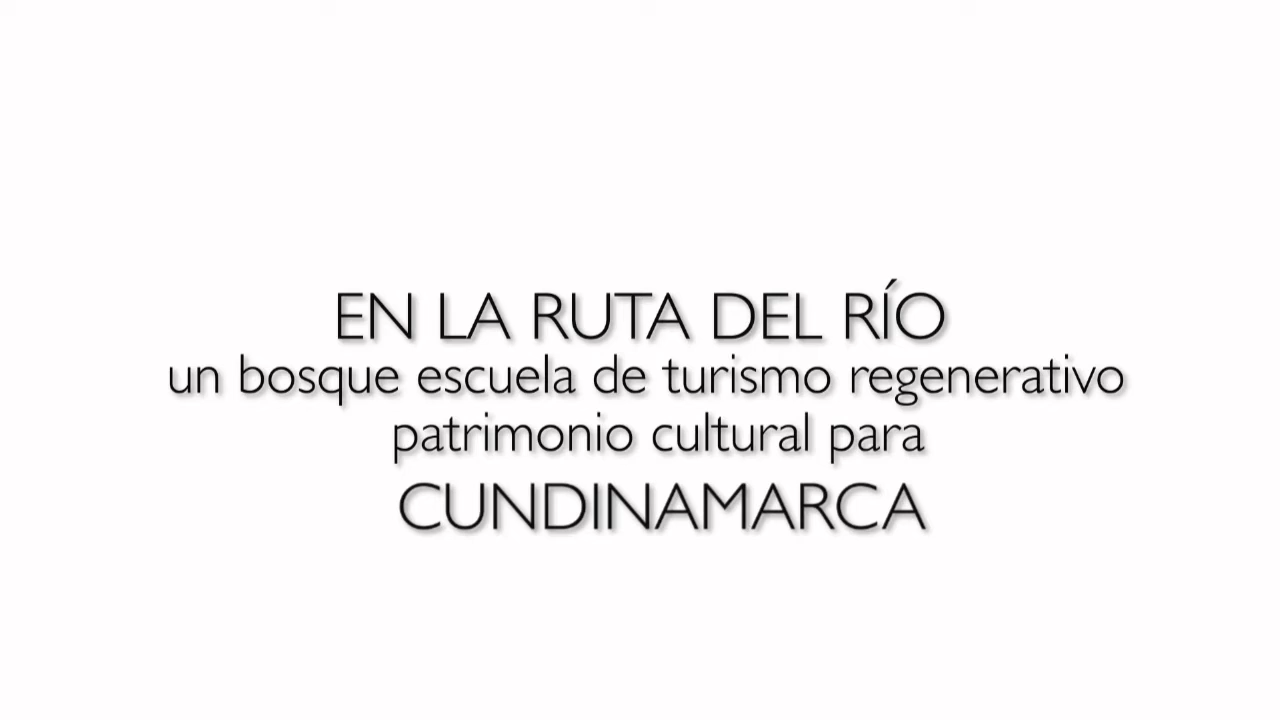 EN LA RUTA DEL RÍO
un bosque escuela de turismo regenerativo
patrimonio cultural para
CUNDINAMARCA